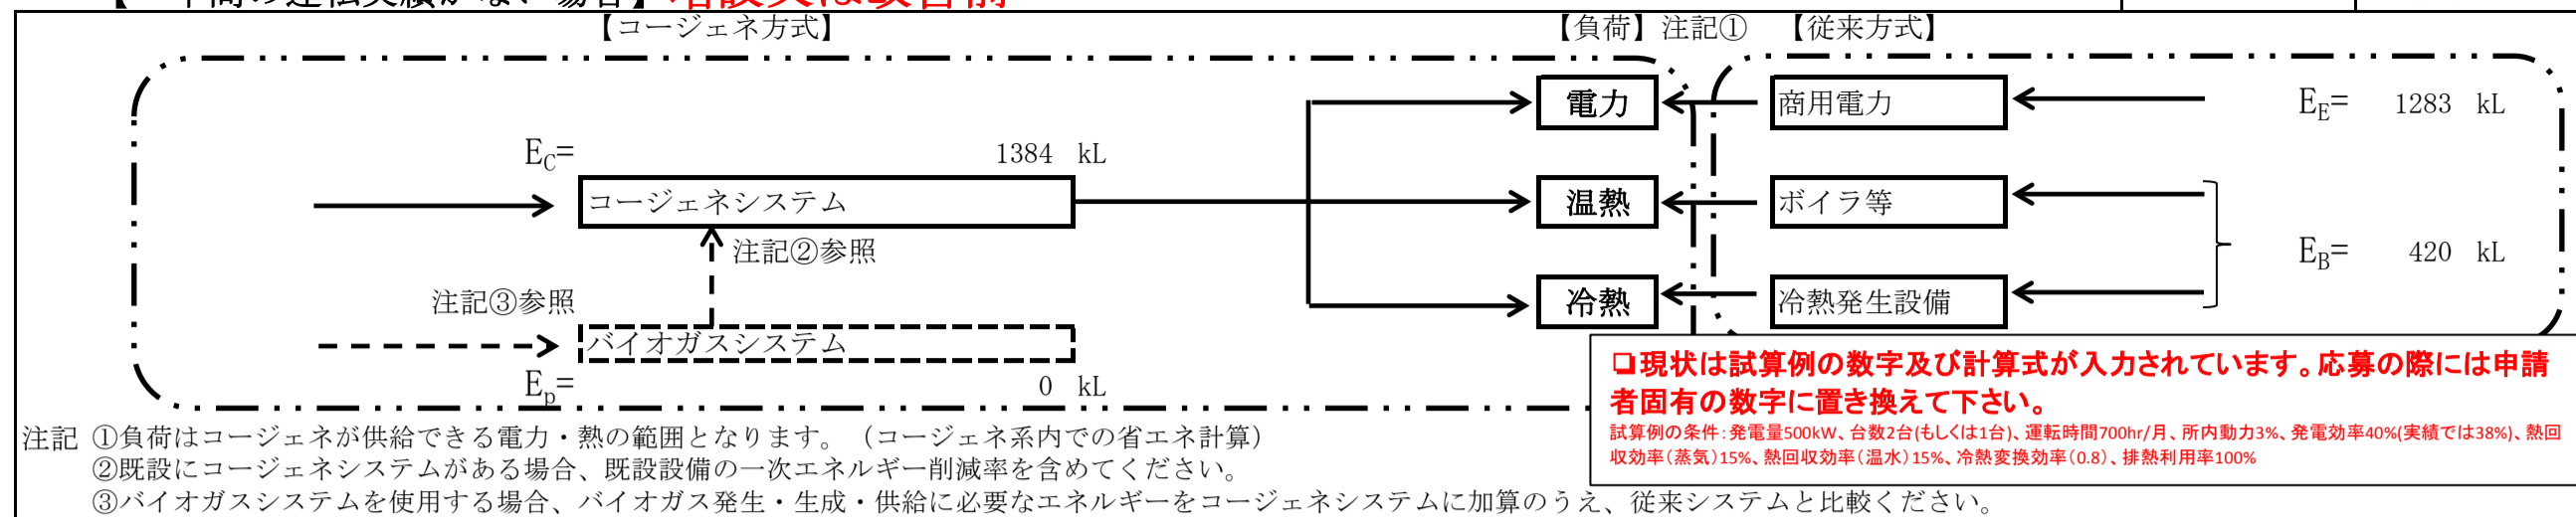 【コージェネ方式】
【負荷】注記①
【従来方式】
電力
商用電力
E_E= 1283 kL
E_C= 1384 kL
コージェネシステム
温熱
ボイラ等
注記②参照
E_B= 420 kL
注記③参照
冷熱
冷熱発生設備
バイオガスシステム
E_p= 0 kL
❏現状は試算例の数字及び計算式が入力されています。応募の際には申請
者固有の数字に置き換えて下さい。
試算例の条件：発電量500kW、台数2台(もしくは1台)、運転時間700hr/月、所内動力3%、発電効率40%(実績では38%)、熱回
収効率(蒸気)15%、熱回収効率(温水)15%、冷熱変換効率(0.8)、排熱利用率100%
注記 ①負荷はコージェネが供給できる電力・熱の範囲となります。（コージェネ系内での省エネ計算）
②既設にコージェネシステムがある場合、既設設備の一次エネルギー削減率を含めてください。
③バイオガスシステムを使用する場合、バイオガス発生・生成・供給に必要なエネルギーをコージェネシステムに加算のうえ、従来システムと比較ください。